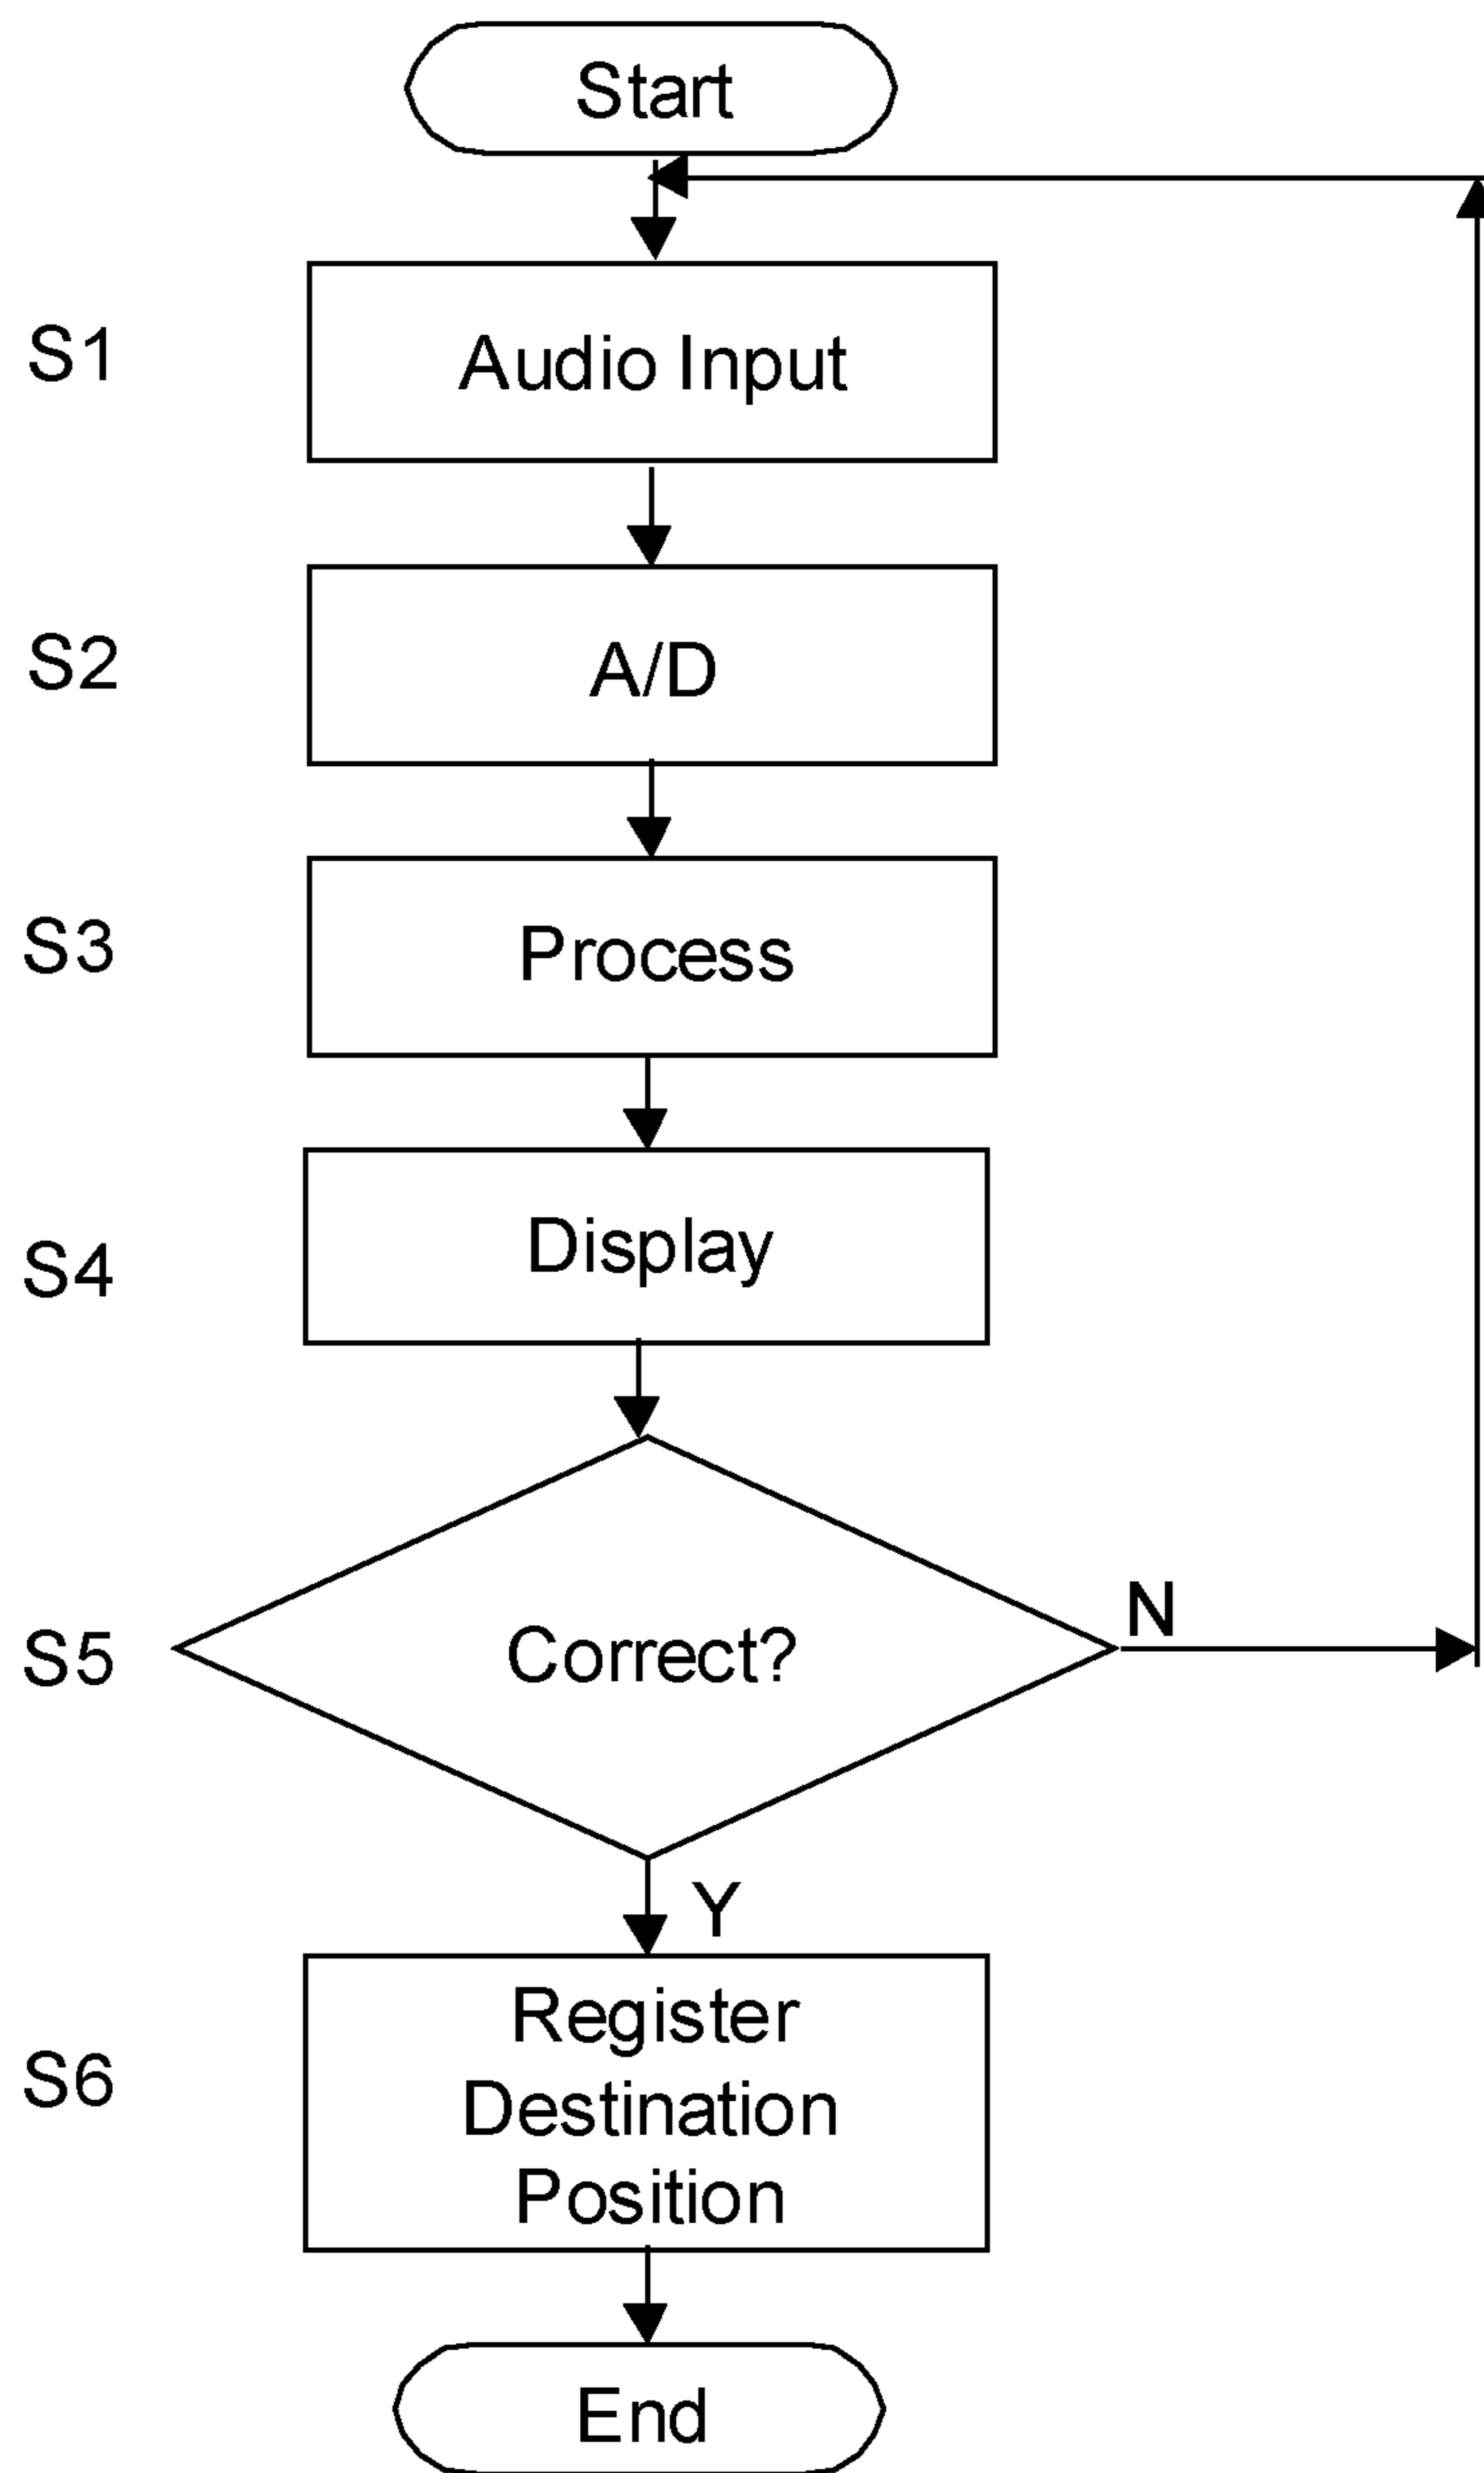 Start
S1
Audio Input
S2
A/D
S3
Process
S4
Display
S5
Correct?
N
Y
S6
Register
Destination
Position
End